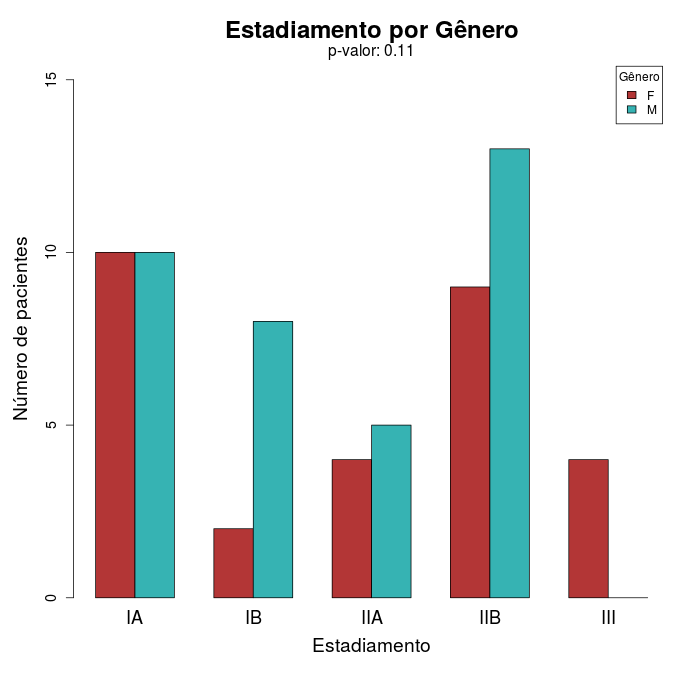 Estadiamento por Gênero
p-valor: 0.11
Gênero
F
M
Número de pacientes
15
10
5
0
IA
IB
IIA
IIB
III
Estadiamento